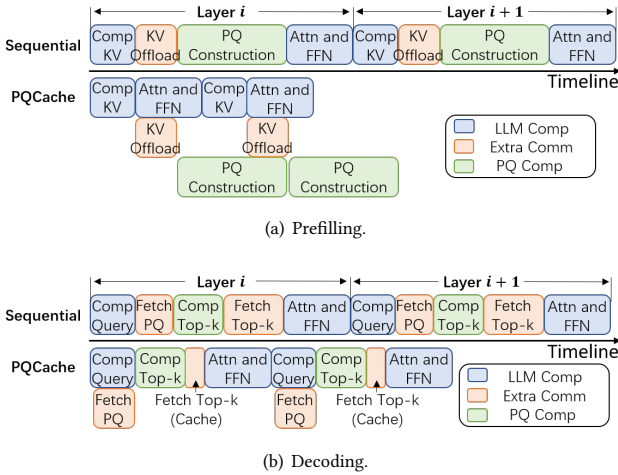 Layer i
Layer i + 1
Sequential
Comp KV
KV Offload
PQ Construction
Attn and FFN
Comp KV
KV Offload
PQ Construction
Attn and FFN
Timeline
PQCache
Comp KV
Attn and FFN
Comp KV
Attn and FFN
KV Offload
KV Offload
PQ Construction
PQ Construction
LLM Comp
Extra Comm
PQ Comp
(a) Prefilling.
Layer i
Layer i + 1
Sequential
Comp Query
Fetch PQ
Comp Top-k
Fetch Top-k
Attn and FFN
Comp Query
Fetch PQ
Comp Top-k
Fetch Top-k
Attn and FFN
Timeline
PQCache
Comp Query
Comp Top-k
Attn and FFN
Comp Query
Comp Top-k
Attn and FFN
Fetch PQ
Fetch Top-k (Cache)
Fetch PQ
Fetch Top-k (Cache)
LLM Comp
Extra Comm
PQ Comp
(b) Decoding.